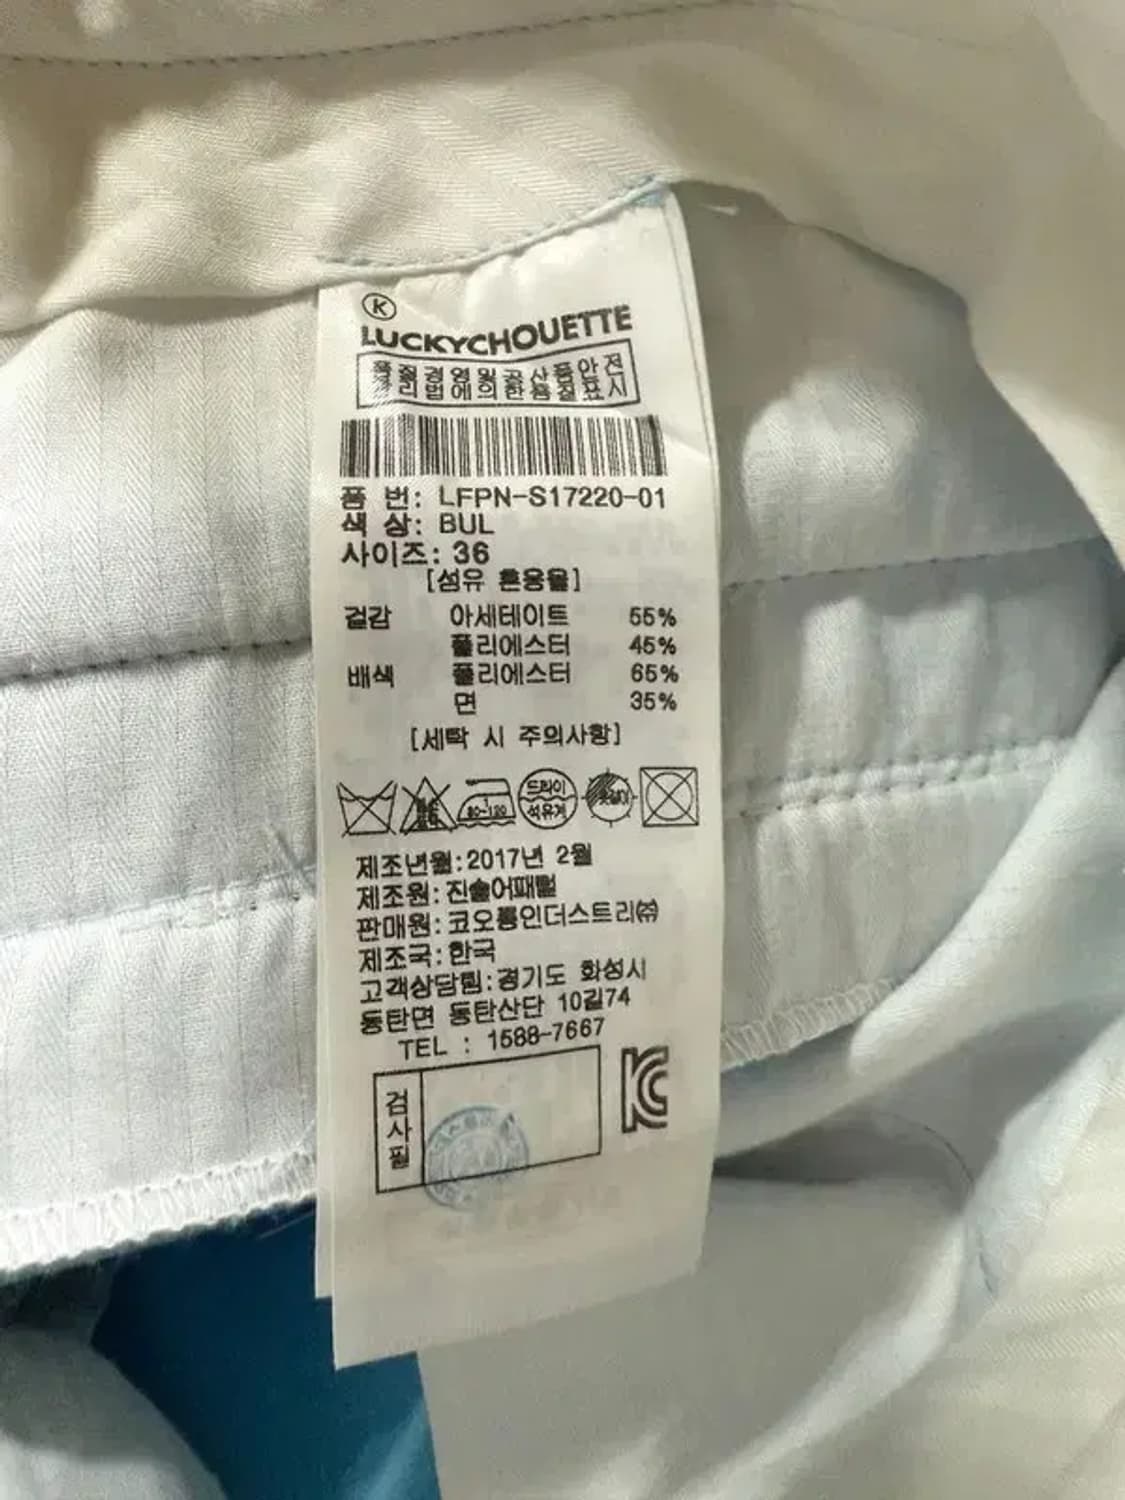 K
LUCKYCHOUETTE
품질경영및공산품안전
관리법에의한품질표시
품 번: LFPN-S17220-01
색 상: BUL
사이즈: 36
[섬유 혼용율]
겉감 아세테이트 55%
폴리에스터 45%
배색 폴리에스터 65%
면 35%
[세탁 시 주의사항]
80~120 드라이 석유계 옷걸이
제조년월:2017년 2월
제조원:진솔어패럴
판매원:코오롱인더스트리㈜
제조국:한국
고객상담팀:경기도 화성시
동탄면 동탄산단 10길74
TEL : 1588-7667
검사필